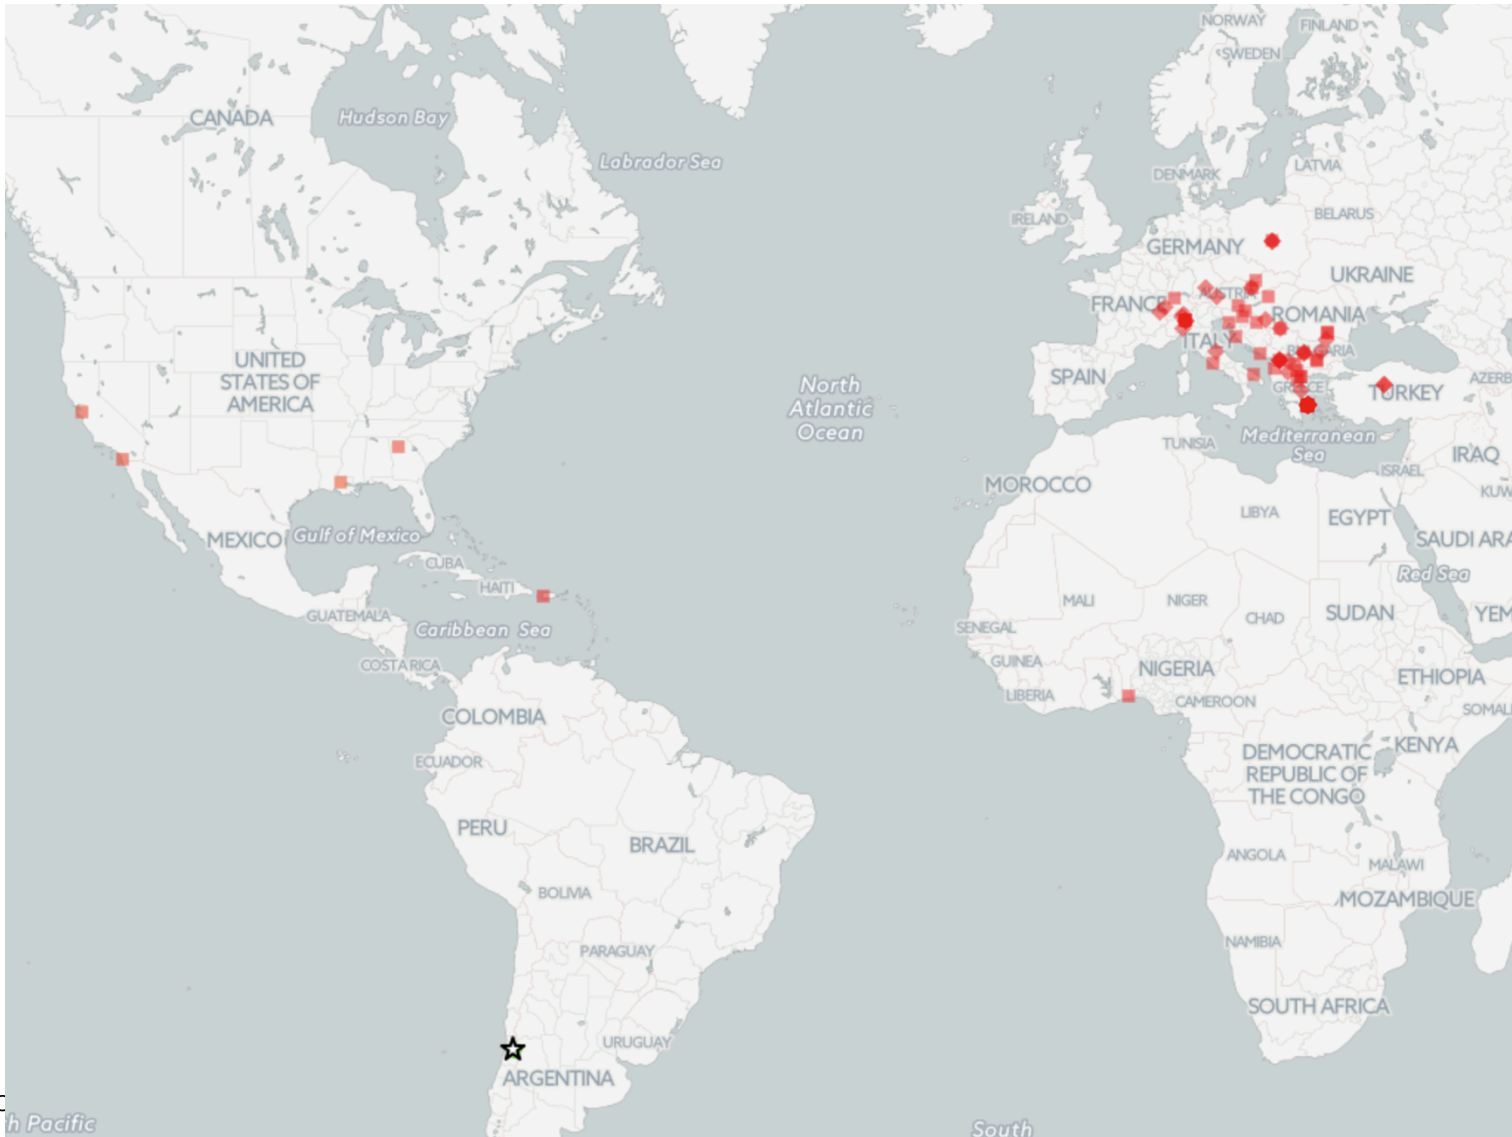 NORWAY
FINLAND
SWEDEN
CANADA
Hudson Bay
Labrador Sea
LATVIA
DENMARK
BELARUS
IRELAND
GERMANY
UKRAINE
FRANCE
ROMANIA
ITALY
UNITED
STATES OF
AMERICA
SPAIN
GREECE
TURKEY
AZERB
North
Atlantic
Ocean
Mediterranean
Sea
TUNISIA
IRAQ
ISRAEL
MOROCCO
KUW
LIBYA
EGYPT
MEXICO
Gulf of Mexico
SAUDI ARA
CUBA
Red Sea
HAITI
MALI
NIGER
GUATEMALA
CHAD
SUDAN
YEM
Caribbean Sea
SENEGAL
COSTA RICA
GUINEA
NIGERIA
ETHIOPIA
LIBERIA
CAMEROON
SOMAL
COLOMBIA
ECUADOR
KENYA
DEMOCRATIC
REPUBLIC OF
THE CONGO
PERU
BRAZIL
ANGOLA
MALAWI
BOLIVIA
MOZAMBIQUE
PARAGUAY
NAMIBIA
SOUTH AFRICA
URUGUAY
ARGENTINA
h Pacific
South